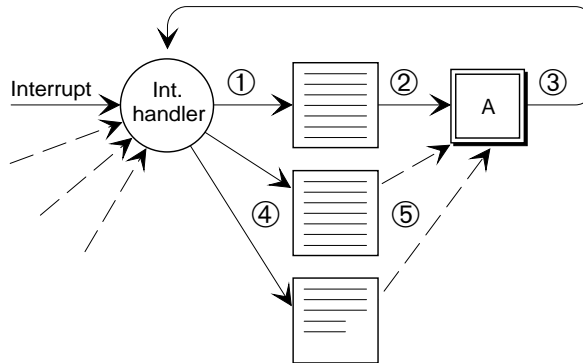 ① ② ③
Interrupt Int.
handler
A
④ ⑤